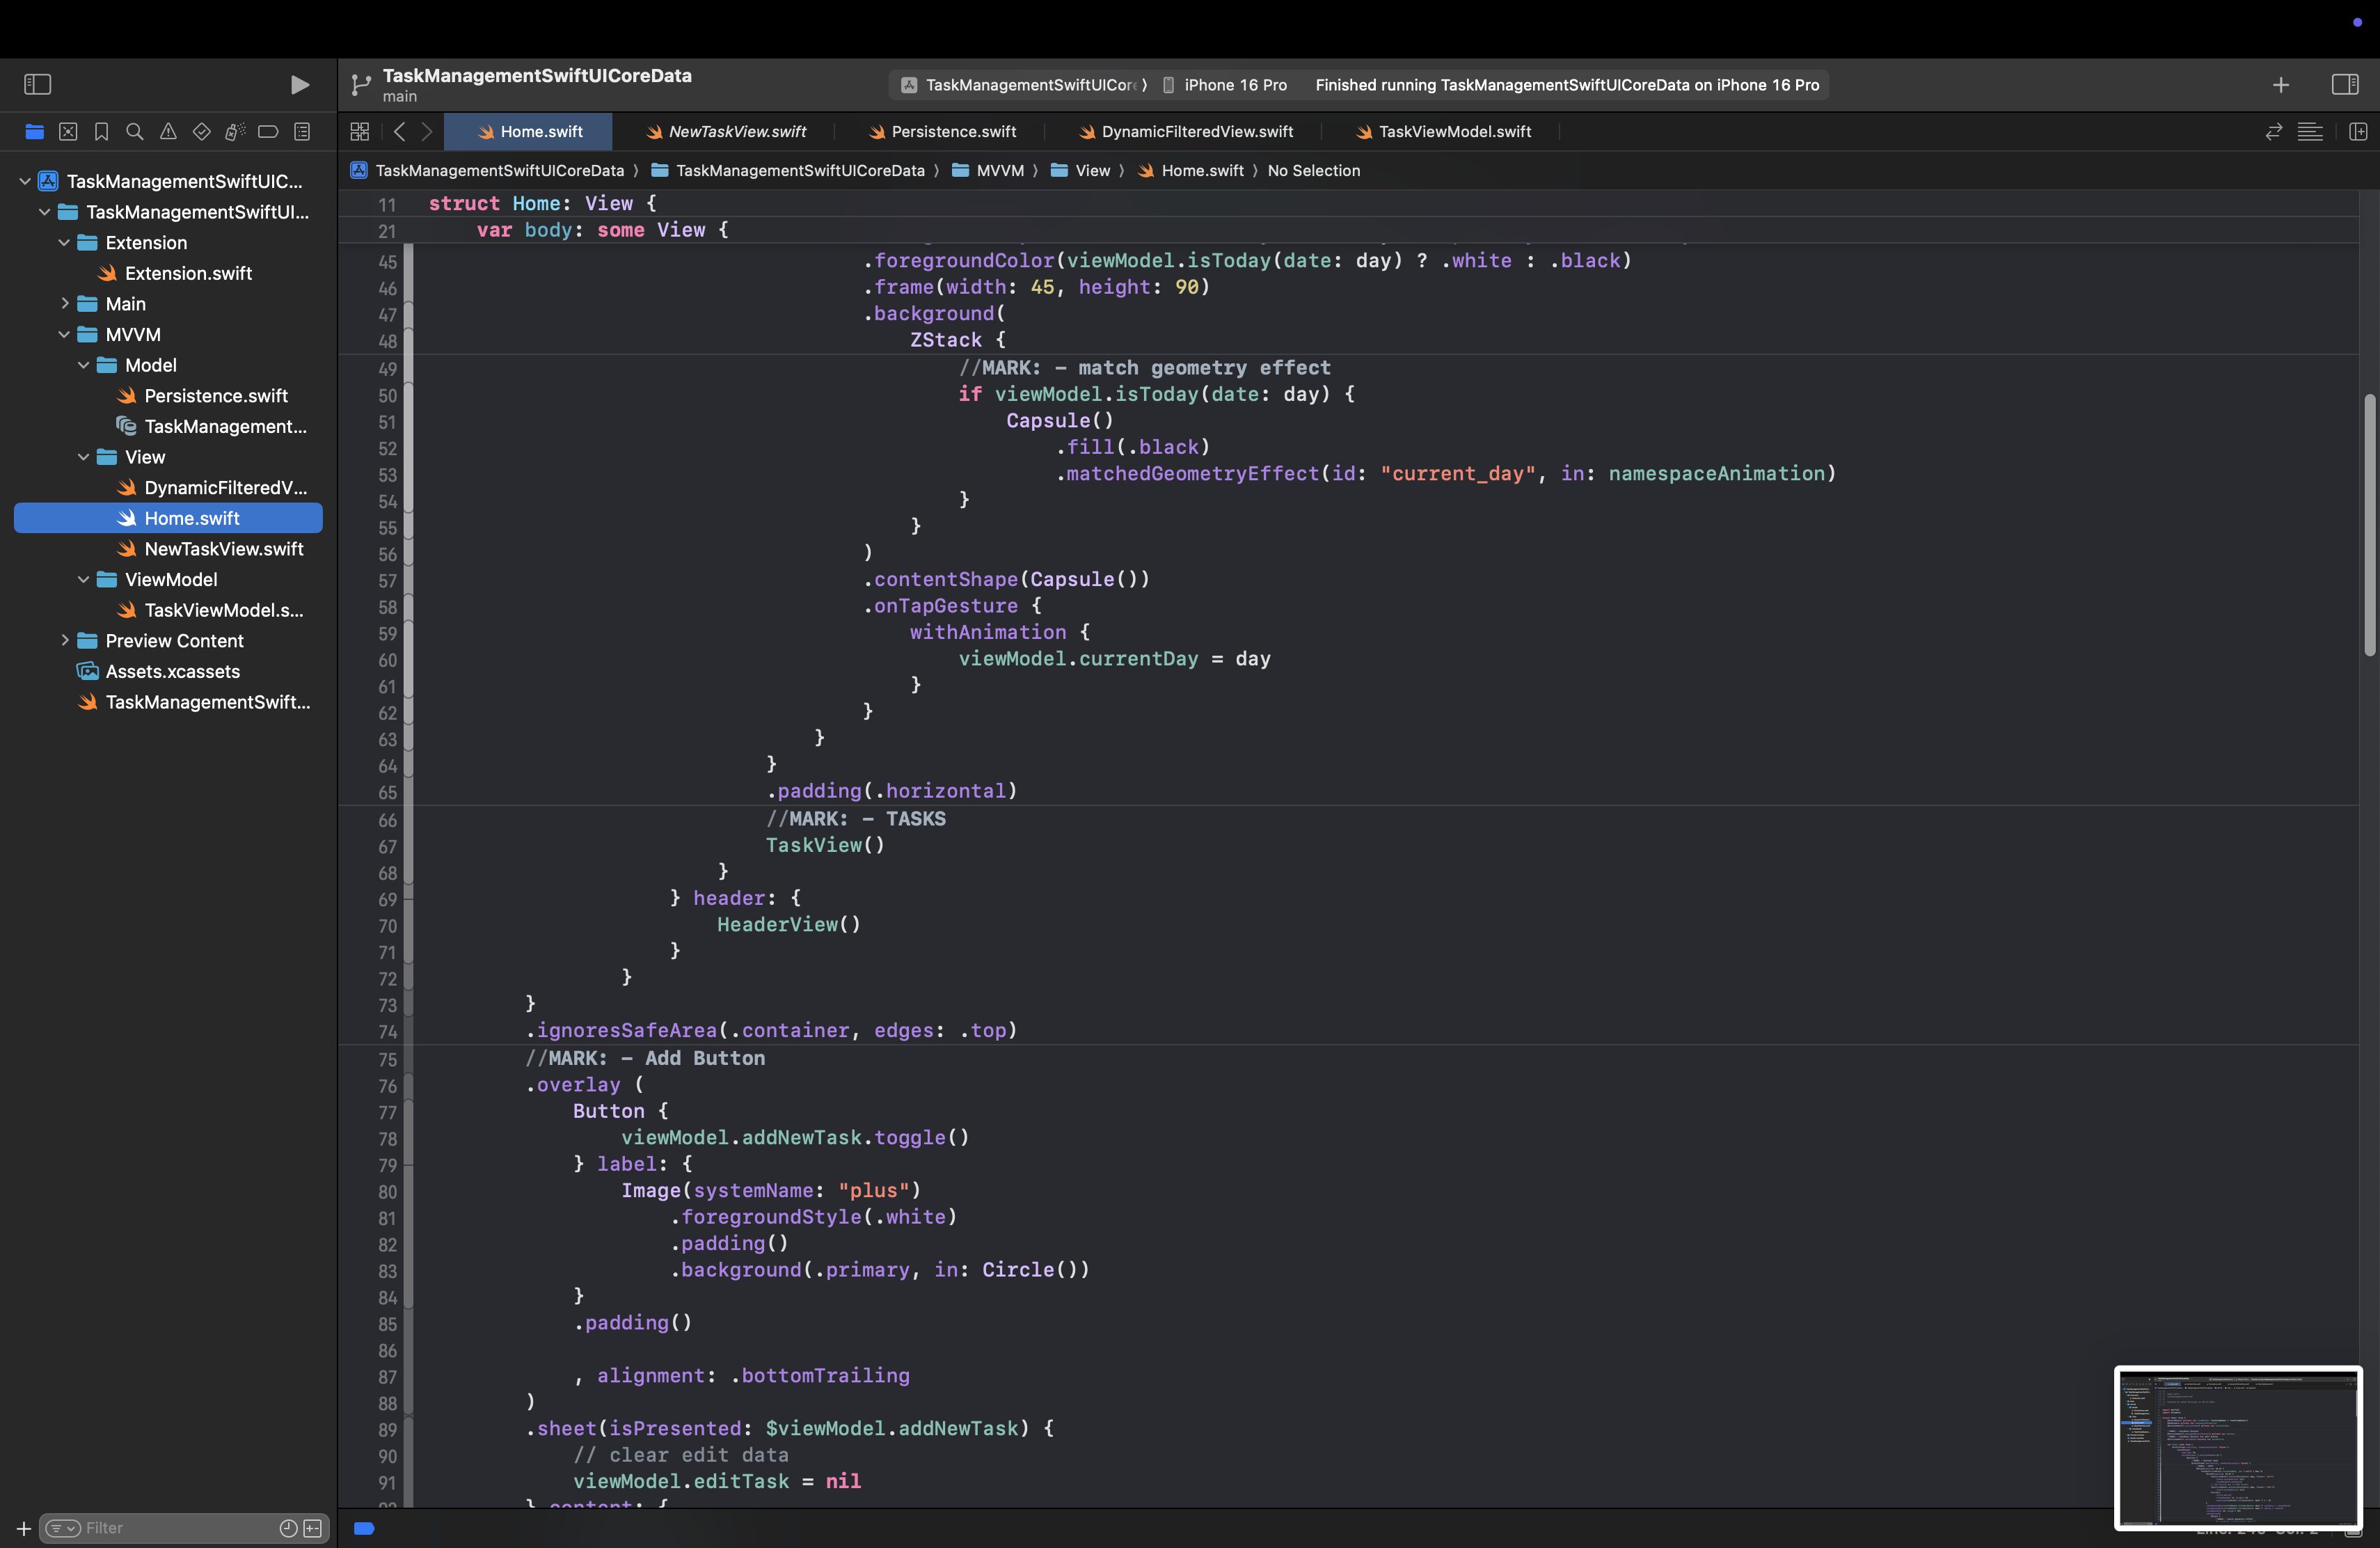 TaskManagementSwiftUICoreData
main
TaskManagementSwiftUICor
iPhone 16 Pro
Finished running TaskManagementSwiftUICoreData on iPhone 16 Pro
Home.swift
NewTaskView.swift
Persistence.swift
DynamicFilteredView.swift
TaskViewModel.swift
TaskManagementSwiftUICoreData 〉 TaskManagementSwiftUICoreData 〉 MVVM 〉 View 〉 Home.swift 〉 No Selection
TaskManagementSwiftUIC...
TaskManagementSwiftUI...
Extension
Extension.swift
Main
MVVM
Model
Persistence.swift
TaskManagement...
View
DynamicFilteredV...
Home.swift
NewTaskView.swift
ViewModel
TaskViewModel.s...
Preview Content
Assets.xcassets
TaskManagementSwift...
Filter
11 struct Home: View {
21 var body: some View {
45 .foregroundColor(viewModel.isToday(date: day) ? .white : .black)
46 .frame(width: 45, height: 90)
47 .background(
48 ZStack {
49 //MARK: - match geometry effect
50 if viewModel.isToday(date: day) {
51 Capsule()
52 .fill(.black)
53 .matchedGeometryEffect(id: "current_day", in: namespaceAnimation)
54 }
55 }
56 )
57 .contentShape(Capsule())
58 .onTapGesture {
59 withAnimation {
60 viewModel.currentDay = day
61 }
62 }
63 }
64 }
65 .padding(.horizontal)
66 //MARK: - TASKS
67 TaskView()
68 }
69 } header: {
70 HeaderView()
71 }
72 }
73 }
74 .ignoresSafeArea(.container, edges: .top)
75 //MARK: - Add Button
76 .overlay (
77 Button {
78 viewModel.addNewTask.toggle()
79 } label: {
80 Image(systemName: "plus")
81 .foregroundStyle(.white)
82 .padding()
83 .background(.primary, in: Circle())
84 }
85 .padding()
86
87 , alignment: .bottomTrailing
88 )
89 .sheet(isPresented: $viewModel.addNewTask) {
90 // clear edit data
91 viewModel.editTask = nil
} content: {